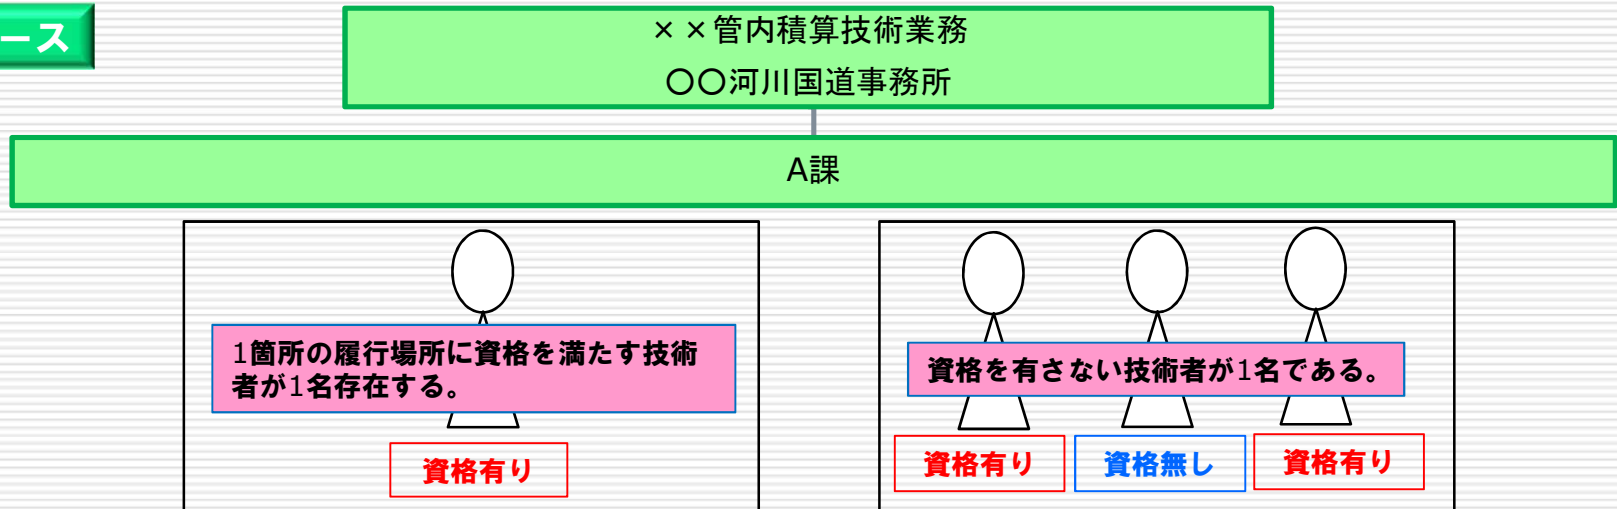 ース
××管内積算技術業務
〇〇河川国道事務所
A課
1箇所の履行場所に資格を満たす技術
者が1名存在する。
資格有り
資格を有さない技術者が1名である。
資格有り
資格無し
資格有り